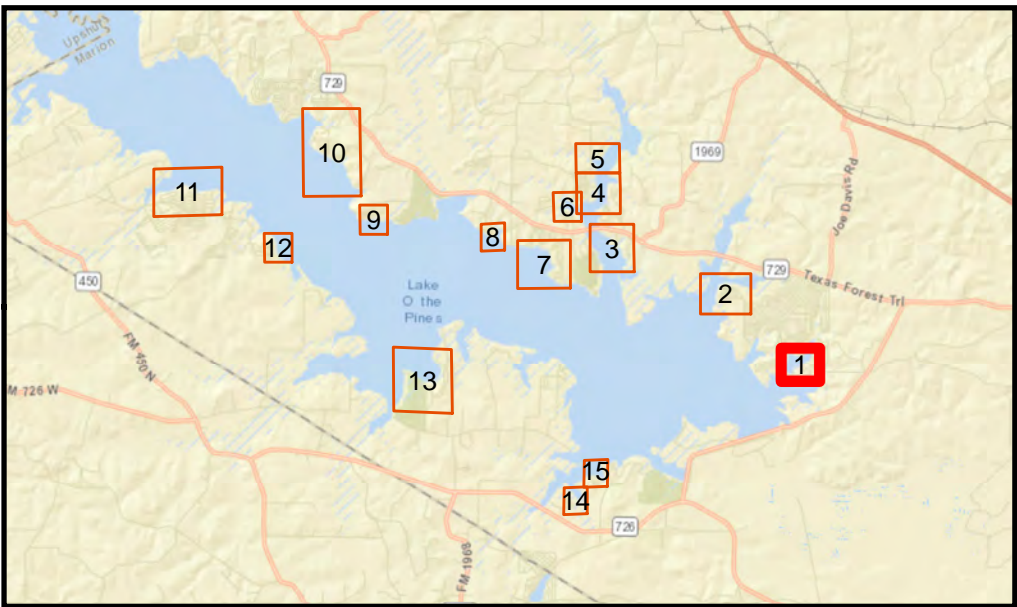 Upshur
Marion
729
10
5
1969
4
11
6
Joe Davis Rd
9
8
3
12
7
729
450
Lake
O the
Pines
2
Texas Forest Trl
FM 450 N
1
13
M 726 W
15
14
726
FM 1968